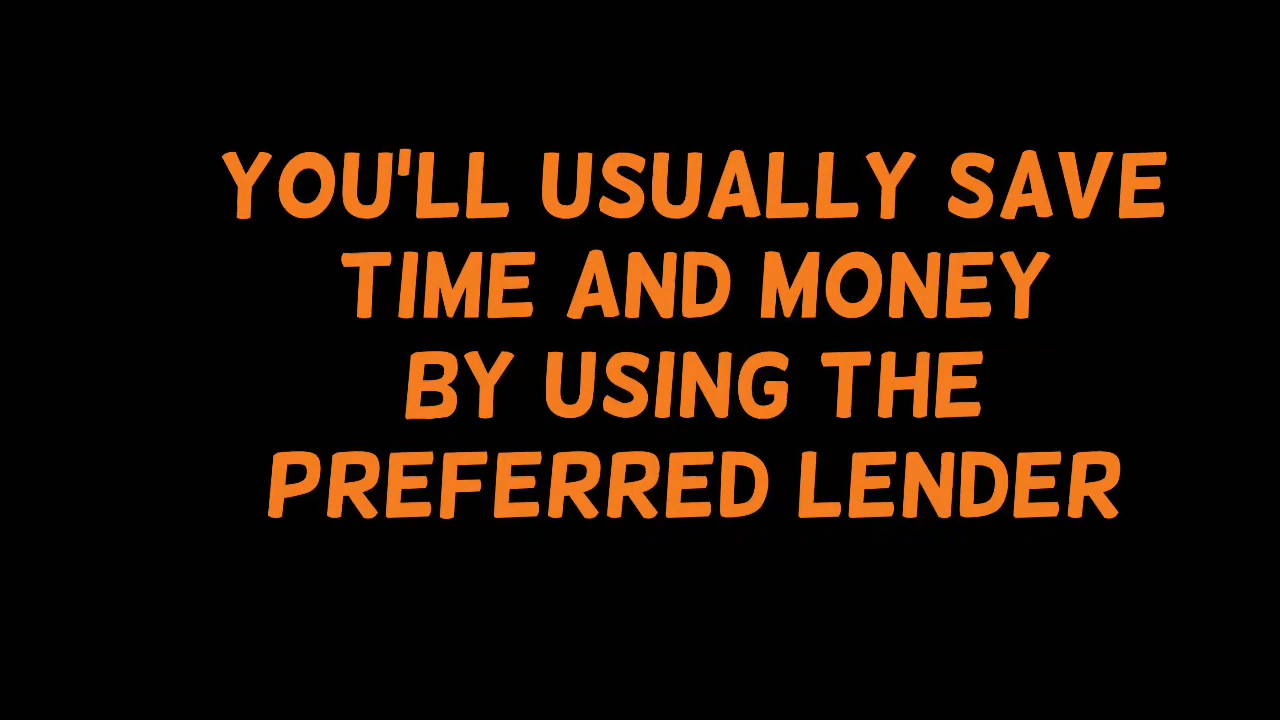 YOU'LL USUALLY SAVE
TIME AND MONEY
BY USING THE
PREFERRED LENDER